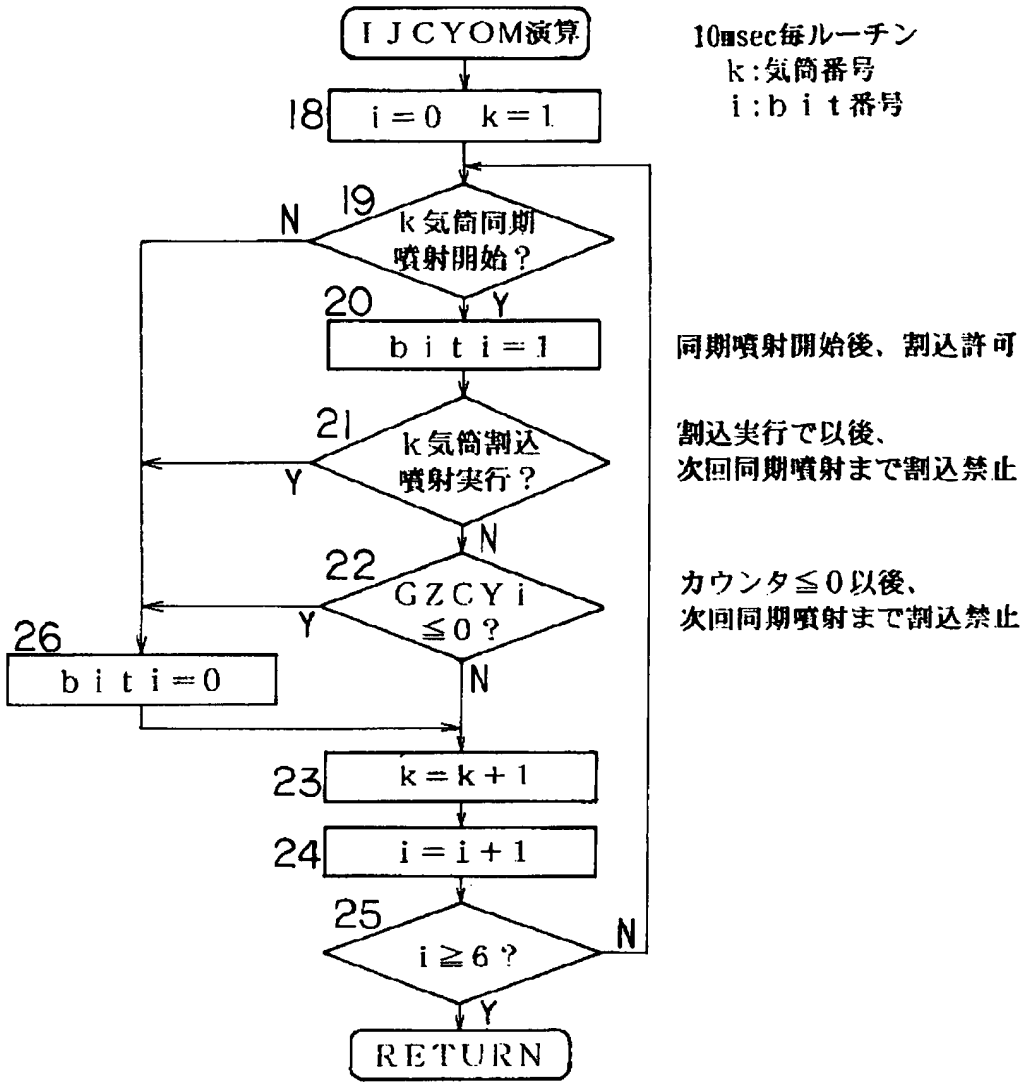 IJCYOM演算
10msec毎ルーチン
k:気筒番号
i:bit番号
18
i=0 k=1
19
N
k気筒同期
噴射開始?
Y
20
biti=1
同期噴射開始後、割込許可
21
k気筒割込
噴射実行?
Y
N
割込実行で以後、
次回同期噴射まで割込禁止
22
GZCYi
≦0?
Y
N
カウンタ≦0以後、
次回同期噴射まで割込禁止
26
biti=0
23
k=k+1
24
i=i+1
25
i≧6?
N
Y
RETURN